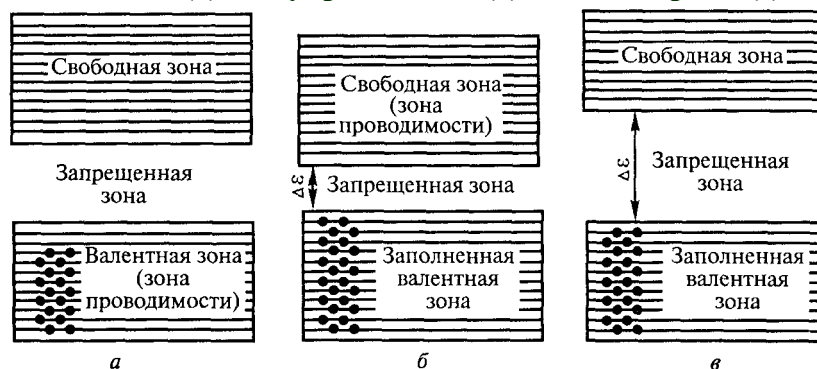 Свободная зона
Запрещенная
зона
Валентная зона
(зона
проводимости)
а
Свободная зона
(зона
проводимости)
Δε
Запрещенная зона
Заполненная
валентная
зона
б
Свободная зона
Δε
Запрещенная
зона
Заполненная
валентная
зона
в